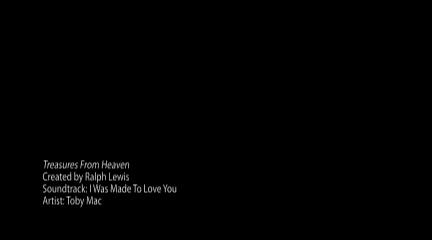 Treasures From Heaven
Created by Ralph Lewis
Soundtrack: I Was Made To Love You
Artist: Toby Mac